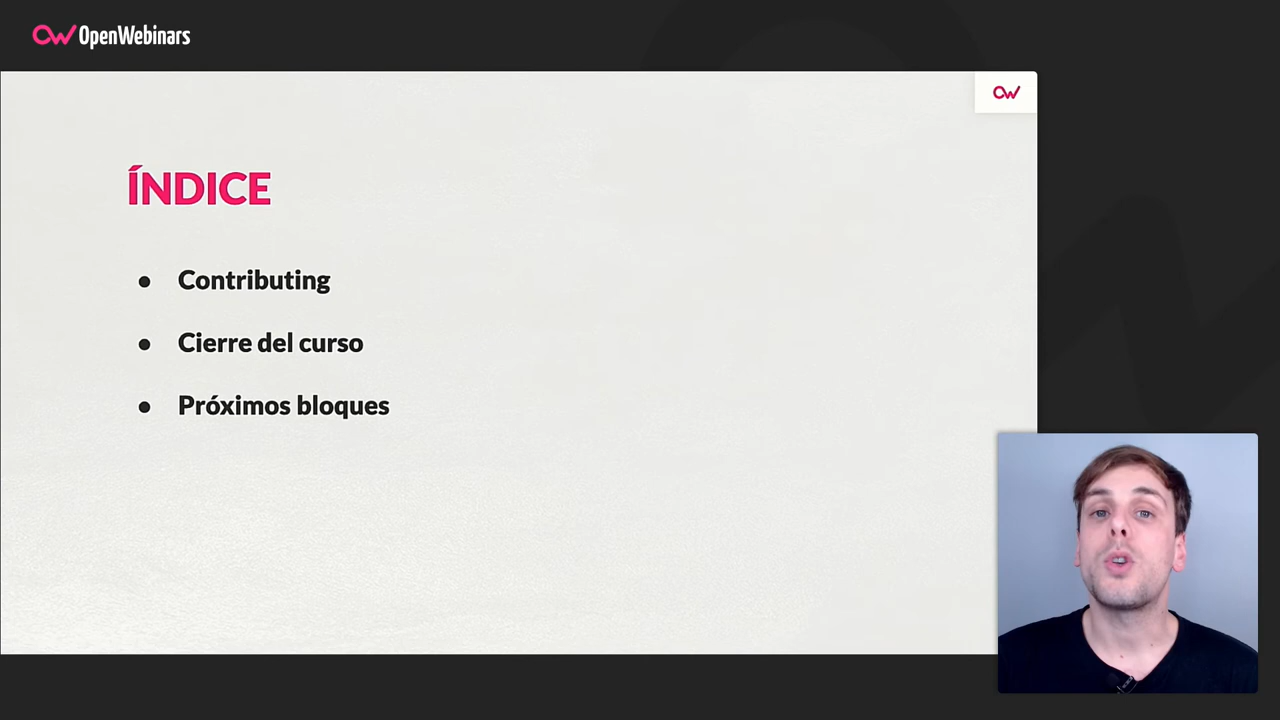 OpenWebinars
ÍNDICE
● Contributing
● Cierre del curso
● Próximos bloques